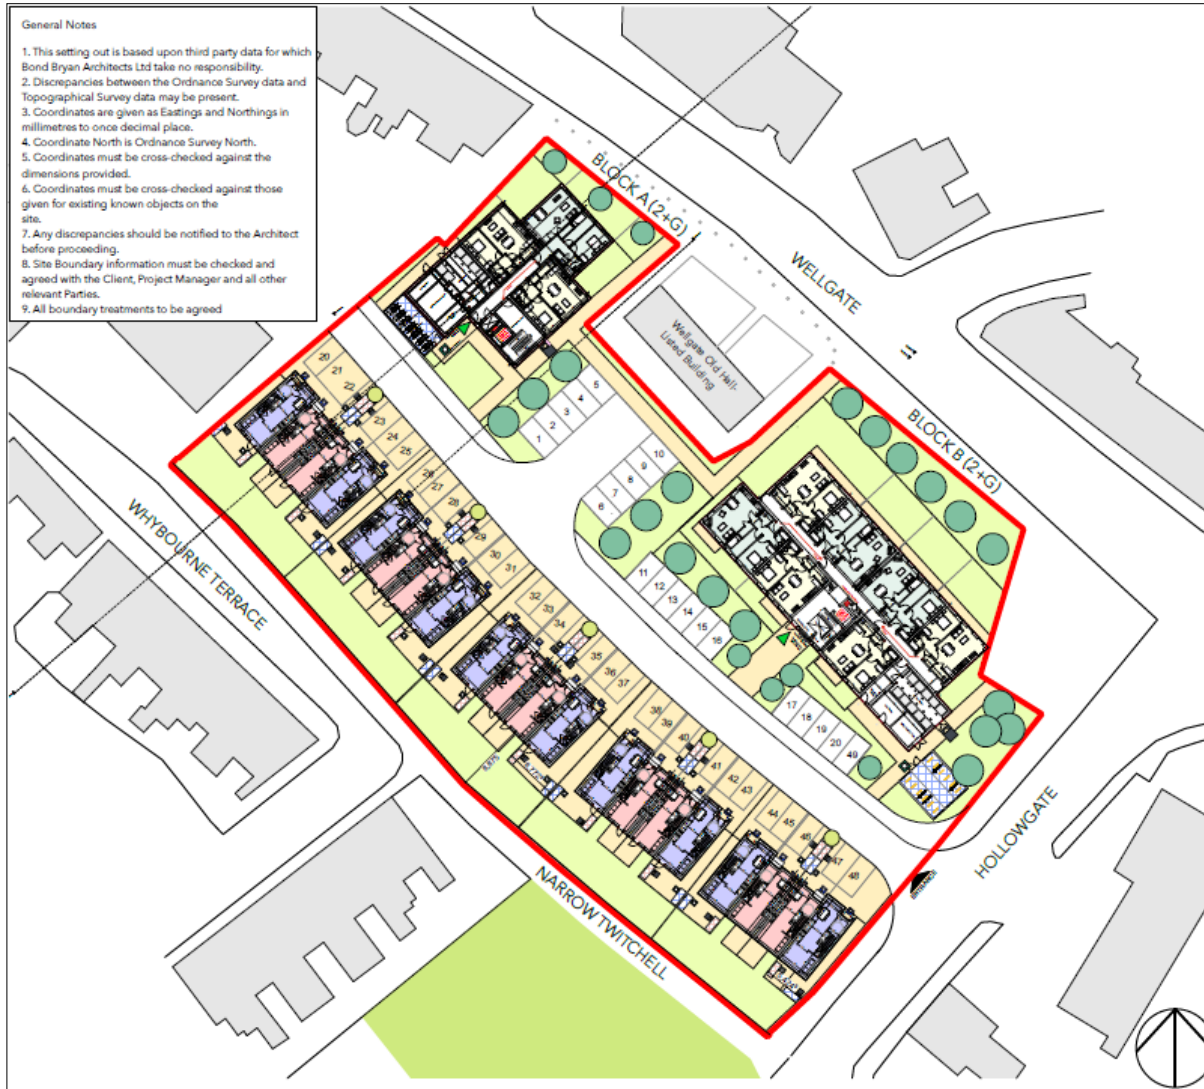 General Notes
1. This setting out is based upon third party data for which
Bond Bryan Architects Ltd take no responsibility.
2. Discrepancies between the Ordnance Survey data and
Topographical Survey data may be present.
3. Coordinates are given as Eastings and Northings in
millimetres to once decimal place.
4. Coordinate North is Ordnance Survey North.
5. Coordinates must be cross-checked against the
dimensions provided.
6. Coordinates must be cross-checked against those
given for existing known objects on the
site.
7. Any discrepancies should be notified to the Architect
before proceeding.
8. Site Boundary information must be checked and
agreed with the Client, Project Manager and all other
relevant Parties.
9. All boundary treatments to be agreed
BLOCK A (2+G)
WELLGATE
Wellgate Old Hall-
Listed Building
BLOCK B (2+G)
WHYBOURNE TERRACE
NARROW TWITCHELL
HOLLOWGATE
ENTRANCE
1
2
3
4
5
6
7
8
9
10
11
12
13
14
15
16
17
18
19
20
49
20
21
22
23
24
25
26
27
28
29
30
31
32
33
34
35
36
37
38
39
40
41
42
43
44
45
46
47
48
8,875